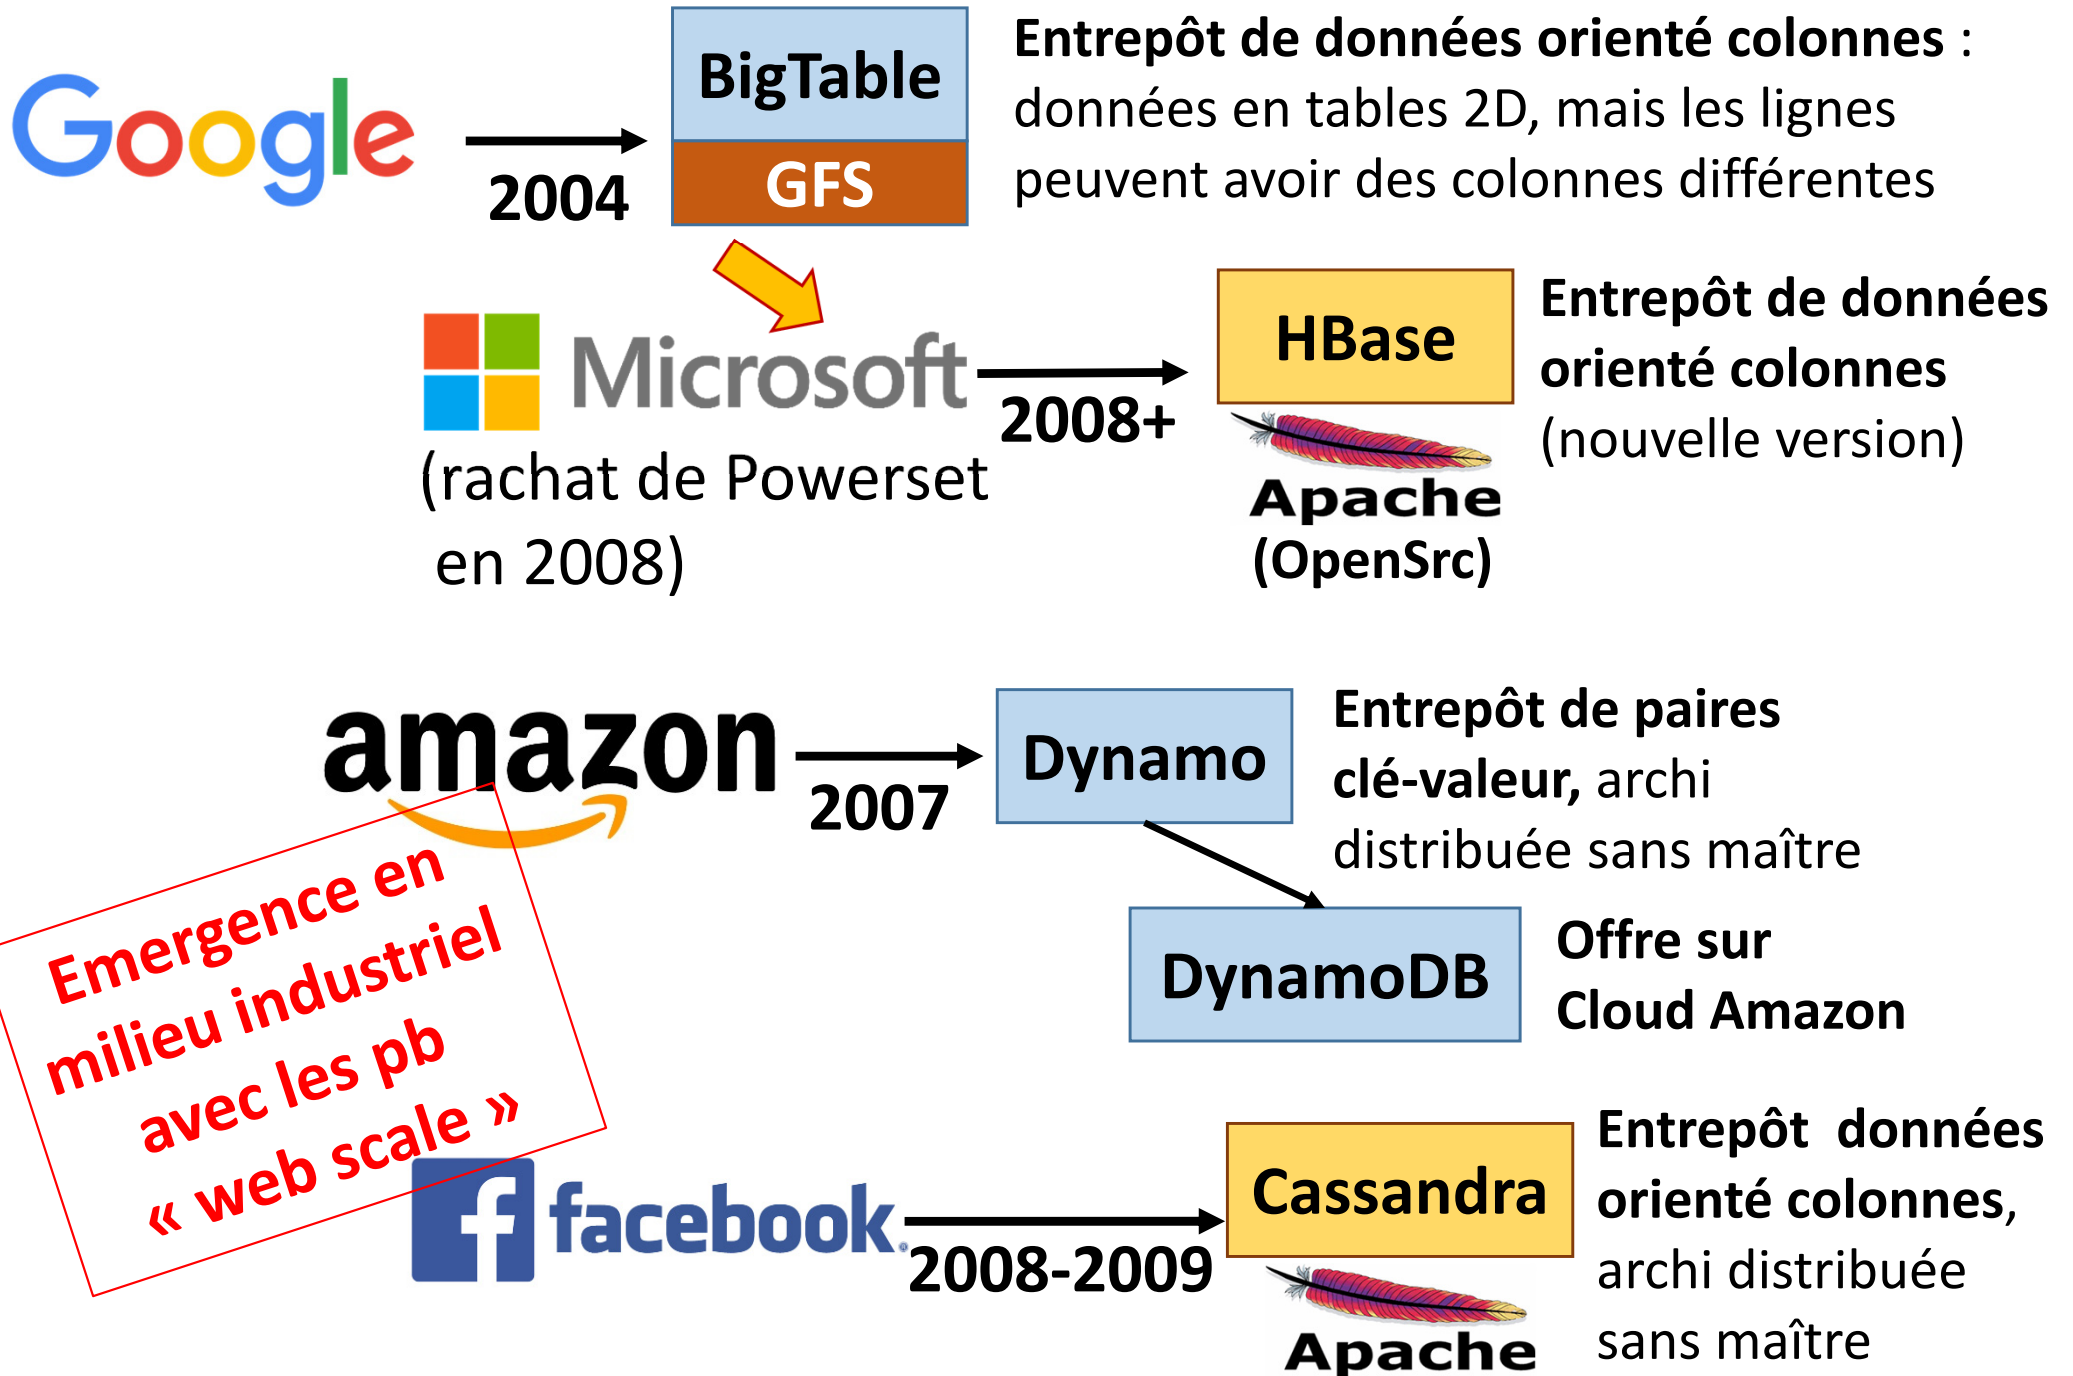 Google
2004
BigTable
GFS
Entrepôt de données orienté colonnes :
données en tables 2D, mais les lignes
peuvent avoir des colonnes différentes
Microsoft
(rachat de Powerset
en 2008)
2008+
HBase
Apache
(OpenSrc)
Entrepôt de données
orienté colonnes
(nouvelle version)
amazon
2007
Dynamo
Entrepôt de paires
clé-valeur, archi
distribuée sans maître
DynamoDB
Offre sur
Cloud Amazon
Emergence en
milieu industriel
avec les pb
« web scale »
facebook
2008-2009
Cassandra
Apache
Entrepôt données
orienté colonnes,
archi distribuée
sans maître